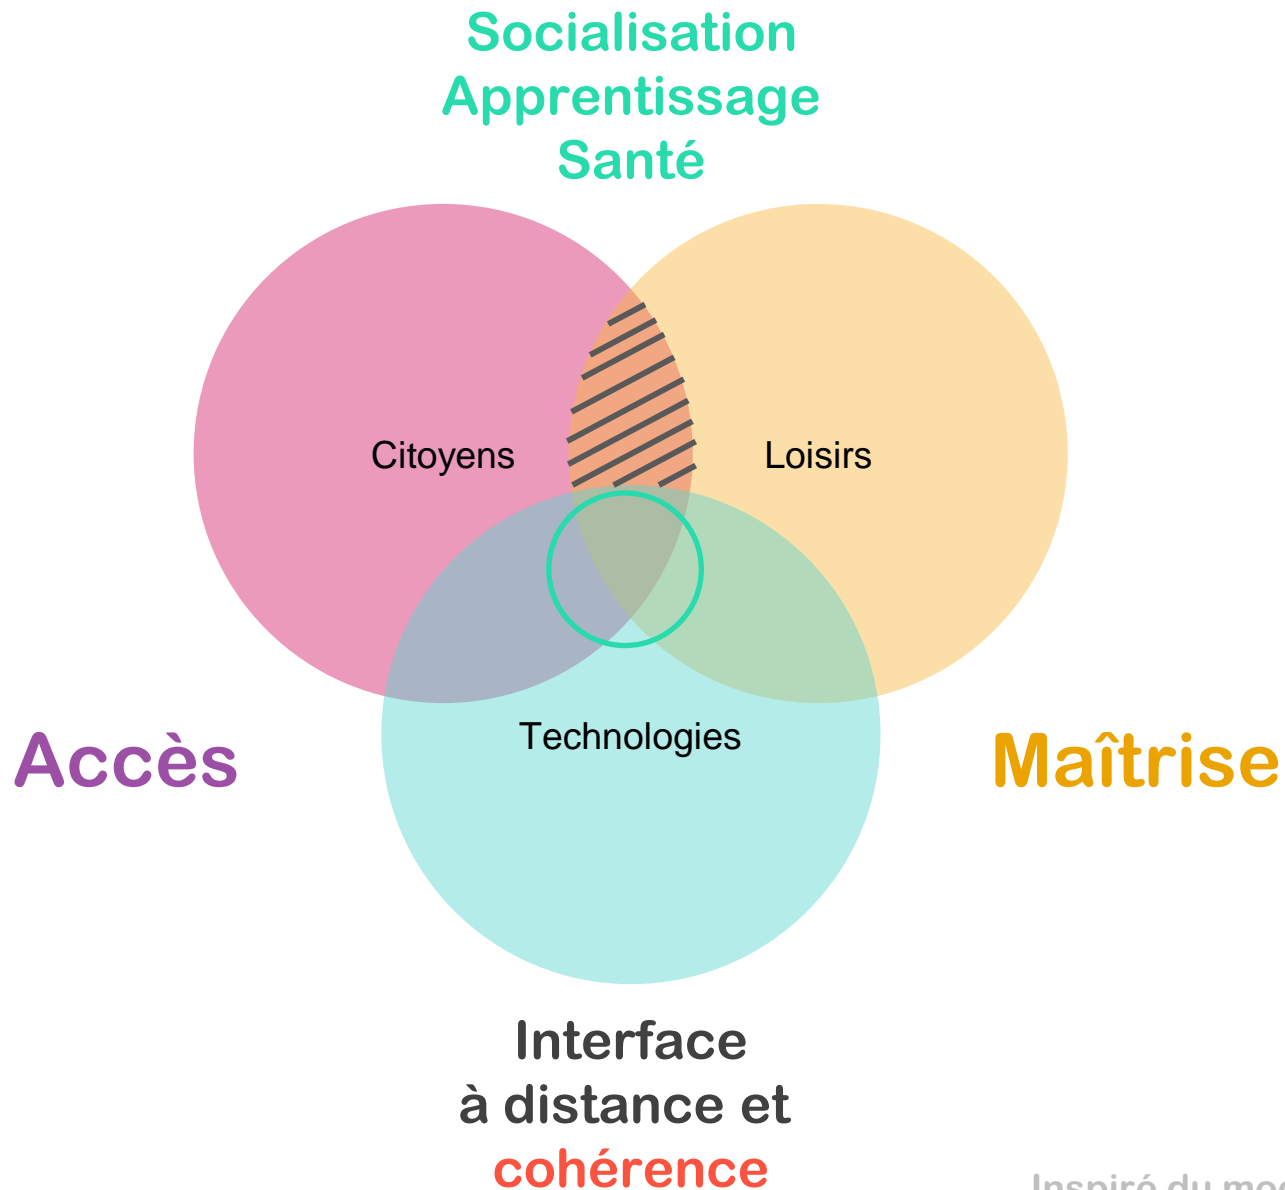 Socialisation
Apprentissage
Santé
Citoyens
Loisirs
Technologies
Accès
Maîtrise
Interface
à distance et
cohérence
Inspiré du